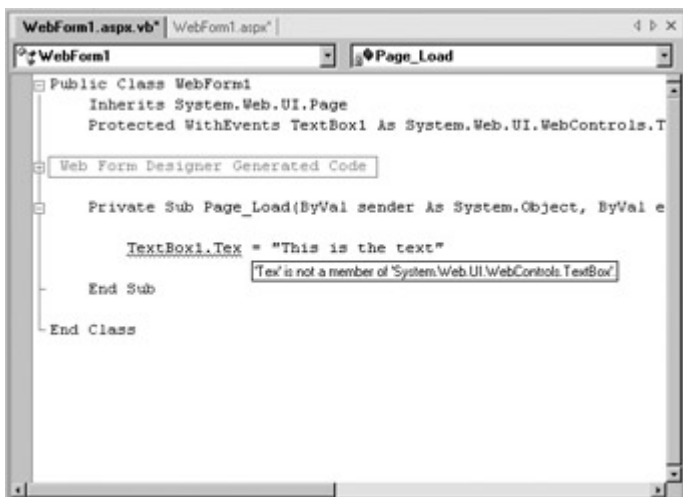 WebForm1.aspx.vb* WebForm1.aspx*
WebForm1 Page_Load
Public Class WebForm1
Inherits System.Web.UI.Page
Protected WithEvents TextBox1 As System.Web.UI.WebControls.T
Web Form Designer Generated Code
Private Sub Page_Load(ByVal sender As System.Object, ByVal e
TextBox1.Tex = "This is the text"
'Tex' is not a member of 'System.Web.UI.WebControls.TextBox'.
End Sub
End Class